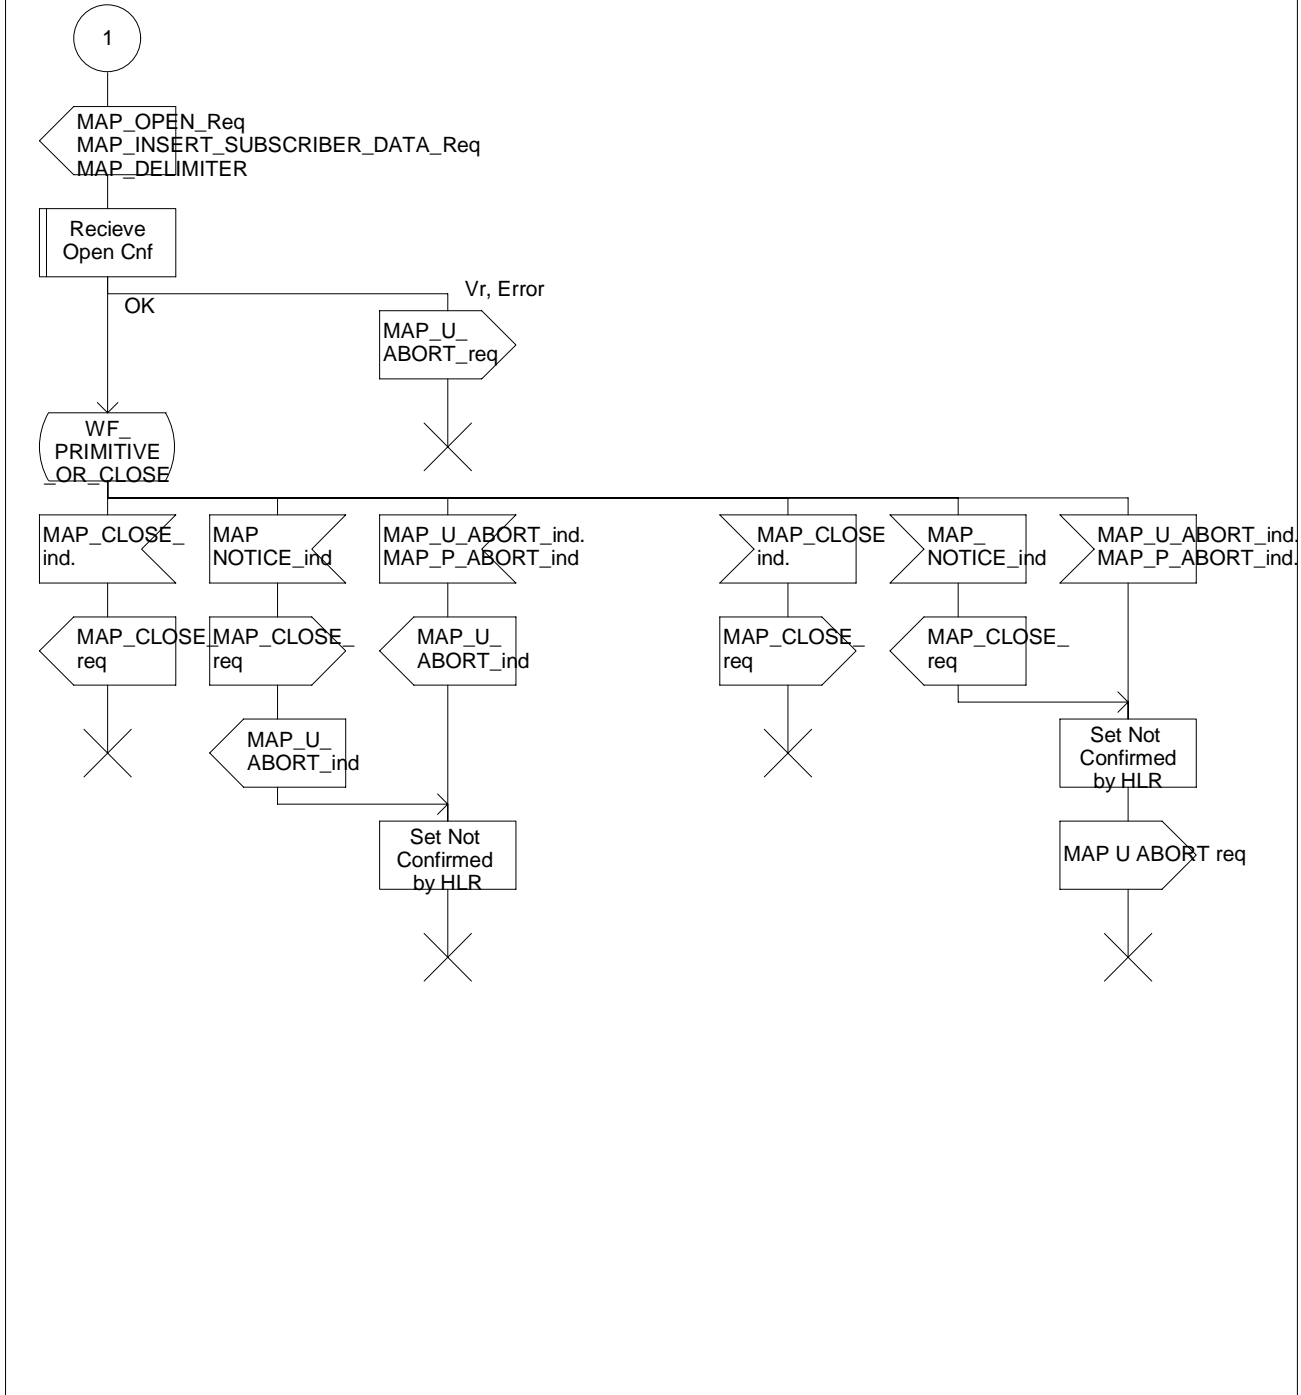 1
MAP_OPEN_Req
MAP_INSERT_SUBSCRIBER_DATA_Req
MAP_DELIMITER
Recieve
Open Cnf
OK
Vr, Error
MAP_U_
ABORT_req
WF_
PRIMITIVE
_OR_CLOSE
MAP_CLOSE_
ind.
MAP
NOTICE_ind
MAP_U_ABORT_ind.
MAP_P_ABORT_ind
MAP_CLOSE
ind.
MAP_
NOTICE_ind
MAP_U_ABORT_ind.
MAP_P_ABORT_ind.
MAP_CLOSE_
req
MAP_CLOSE_
req
MAP_U_
ABORT_ind
MAP_CLOSE_
req
MAP_CLOSE_
req
MAP_U_
ABORT_ind
Set Not
Confirmed
by HLR
Set Not
Confirmed
by HLR
MAP U ABORT req